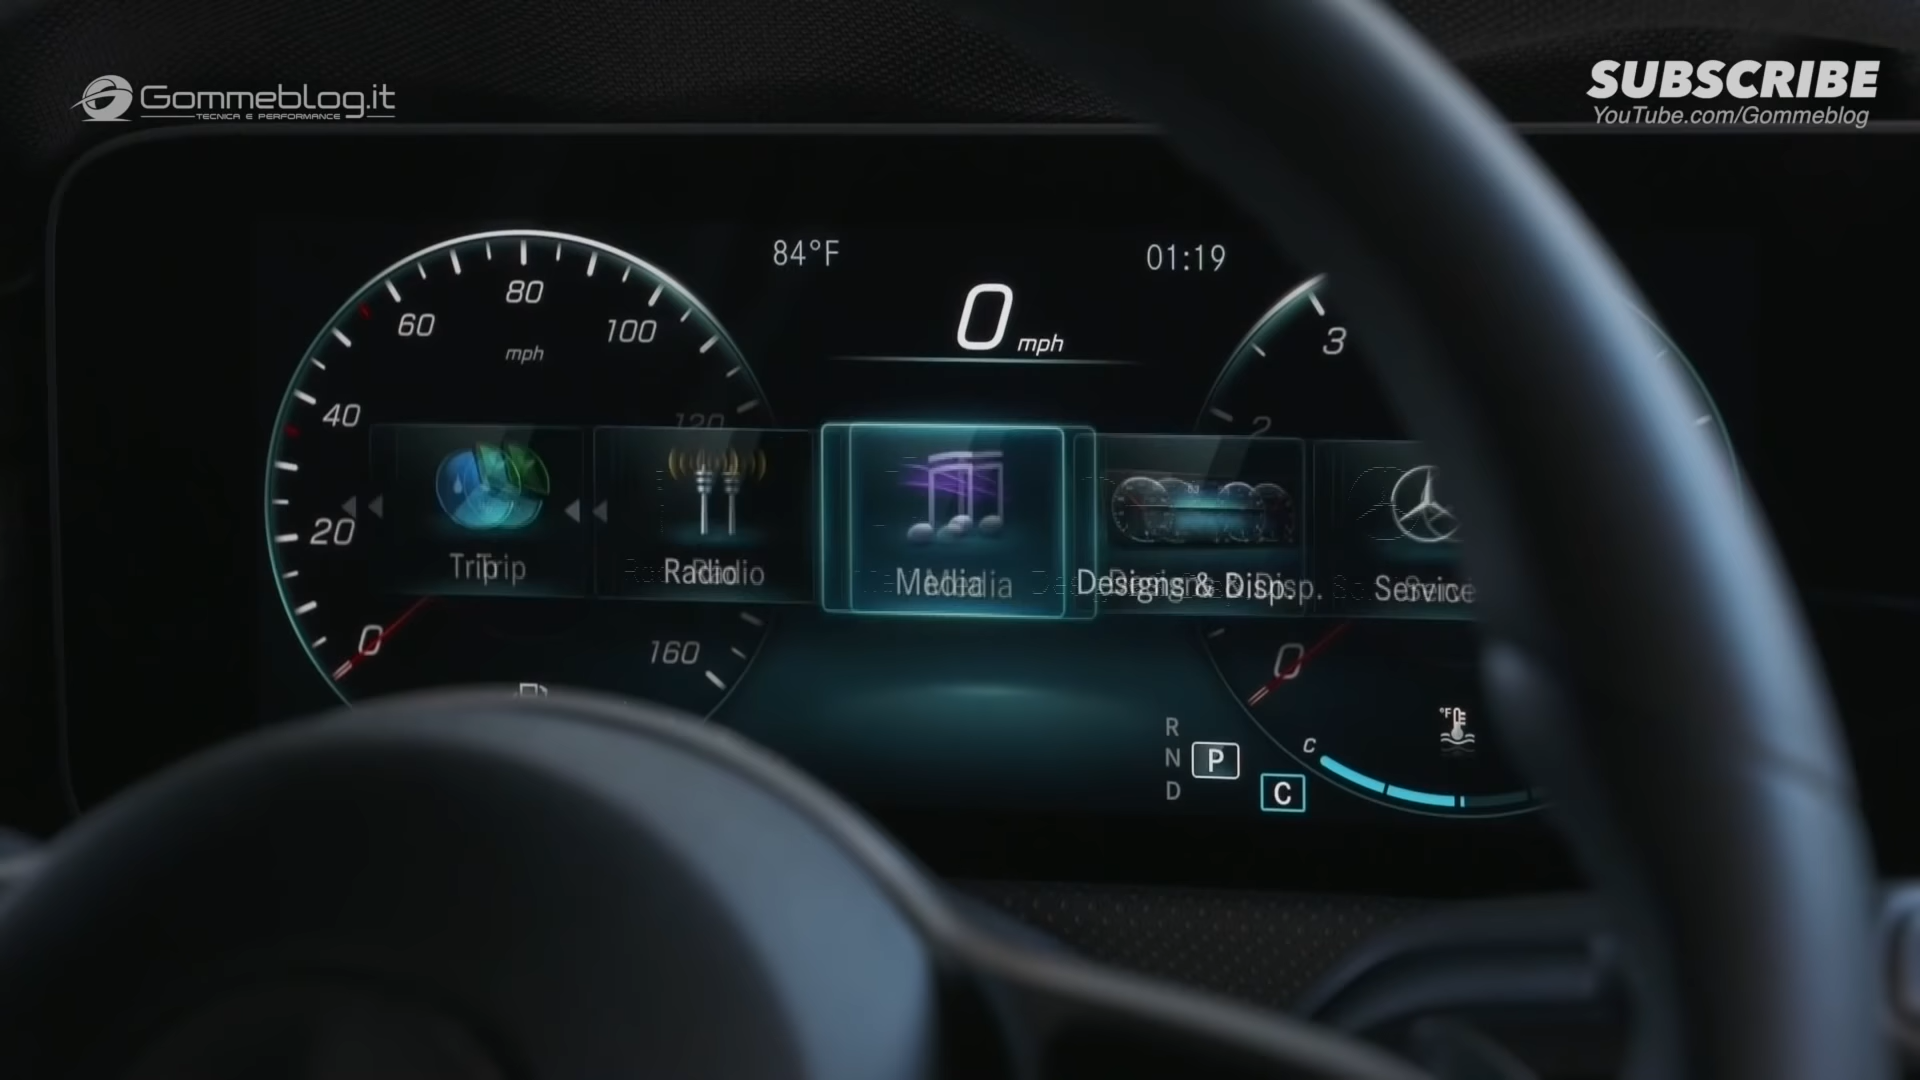 Gommeblog.it
TECNICA E PERFORMANCE
SUBSCRIBE
YouTube.com/Gommeblog
84°F
01:19
0 mph
80
60
100
mph
40
120
20
0
160
3
2
0
Trip
Radio
Media
Designs & Disp.
Service
°F
C
R
N
P
D
C